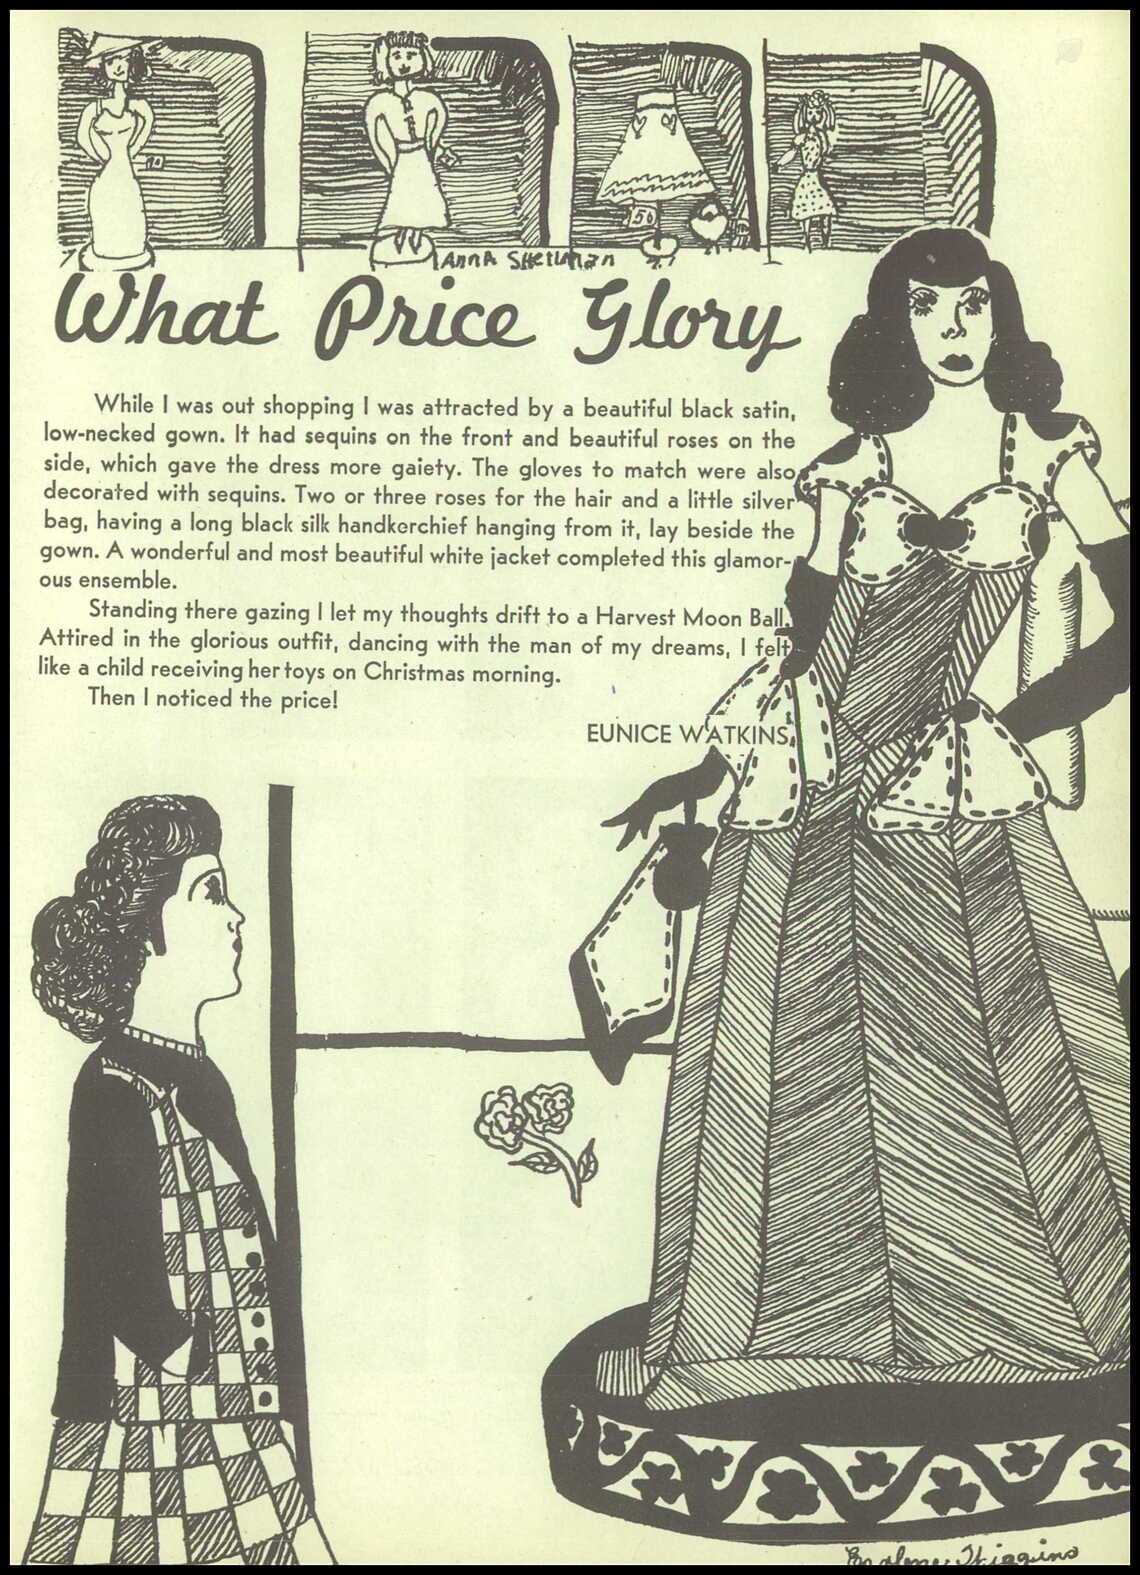 150
Anna Shellman
What Price Glory
While I was out shopping I was attracted by a beautiful black satin,
low-necked gown. It had sequins on the front and beautiful roses on the
side, which gave the dress more gaiety. The gloves to match were also
decorated with sequins. Two or three roses for the hair and a little silver
bag, having a long black silk handkerchief hanging from it, lay beside the
gown. A wonderful and most beautiful white jacket completed this glamor-
ous ensemble.
Standing there gazing I let my thoughts drift to a Harvest Moon Ball.
Attired in the glorious outfit, dancing with the man of my dreams, I felt
like a child receiving her toys on Christmas morning.
Then I noticed the price!
EUNICE WATKINS
Higgins